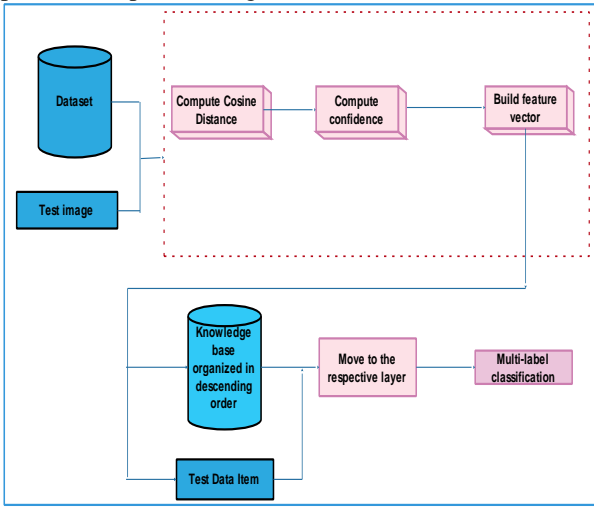 Dataset
Compute Cosine
Distance
Compute
confidence
Build feature
vector
Test image
Knowledge
base
organized in
descending
order
Move to the
respective layer
Multi-label
classification
Test Data Item